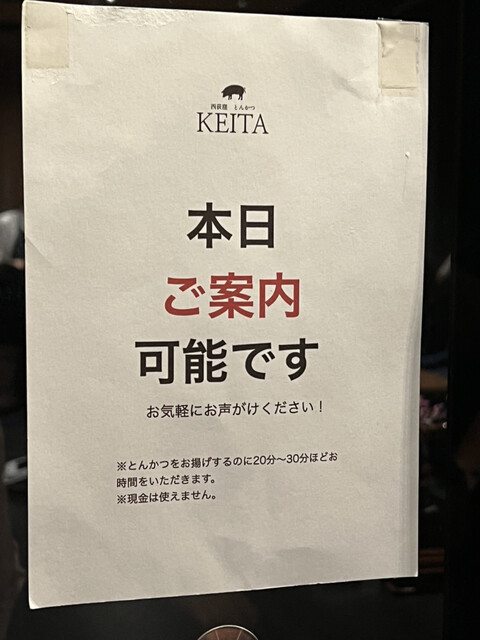 西荻窪 とんかつ
KEITA
本日
ご案内
可能です
お気軽にお声がけください！
※とんかつをお揚げするのに20分〜30分ほどお
時間をいただきます。
※現金は使えません。